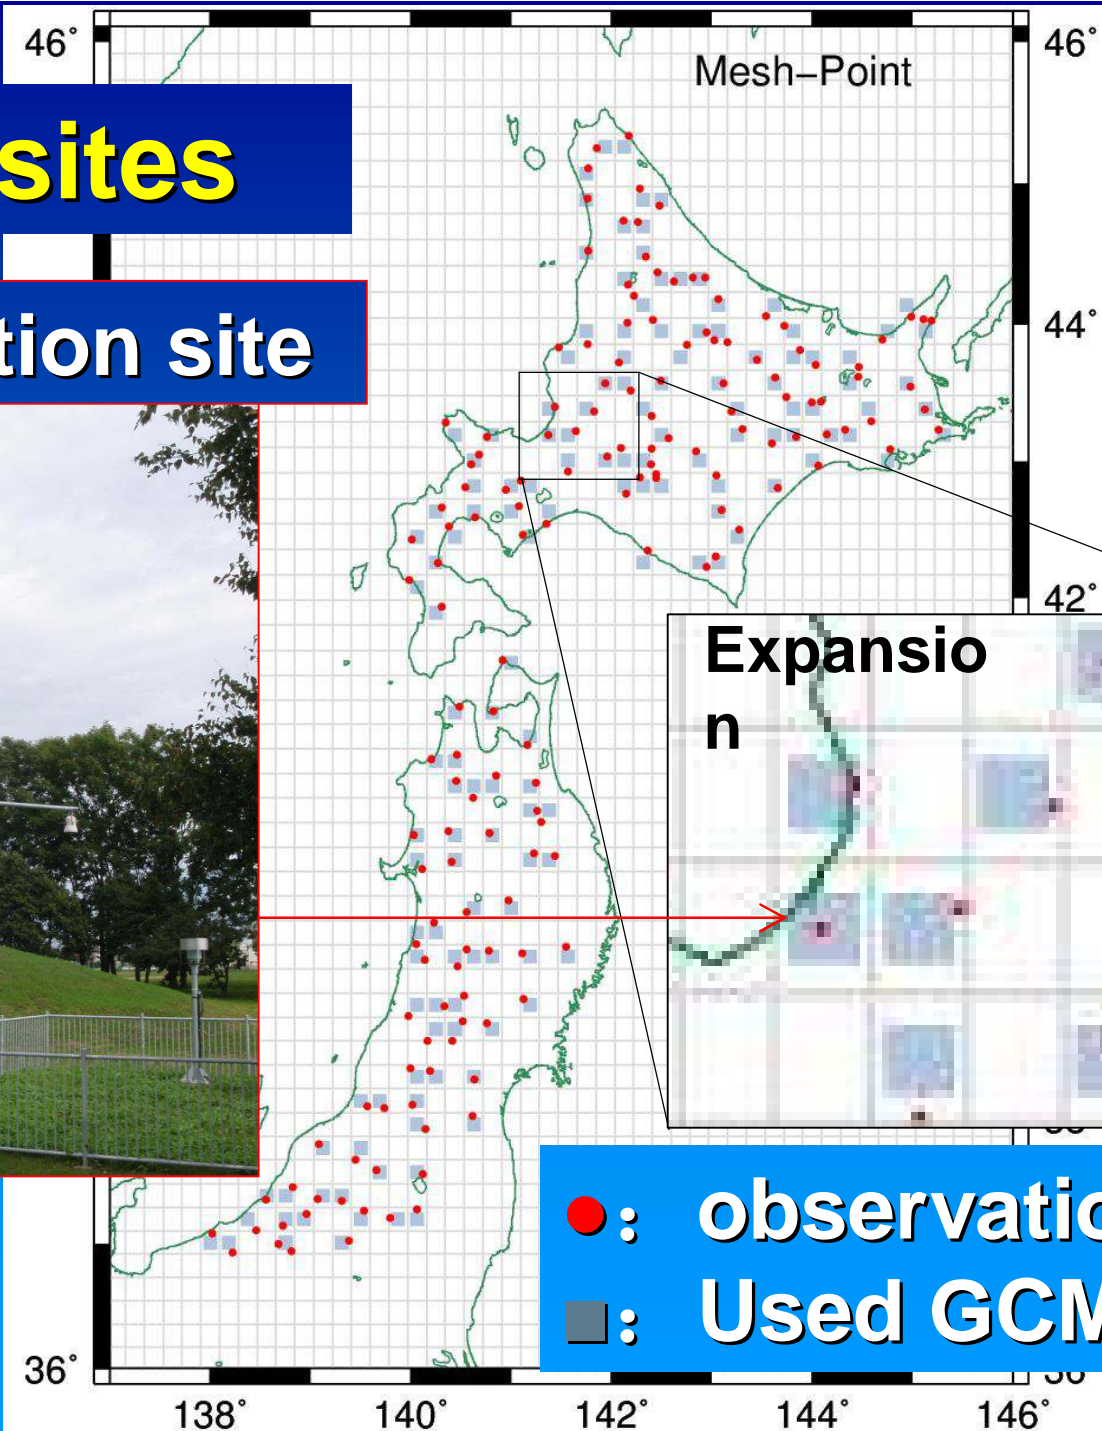 46°
46°
Mesh–Point
sites
tion site
44°
42°
Expansio
n
●： observatio
■： Used GCM
36°
138°
140°
142°
144°
146°